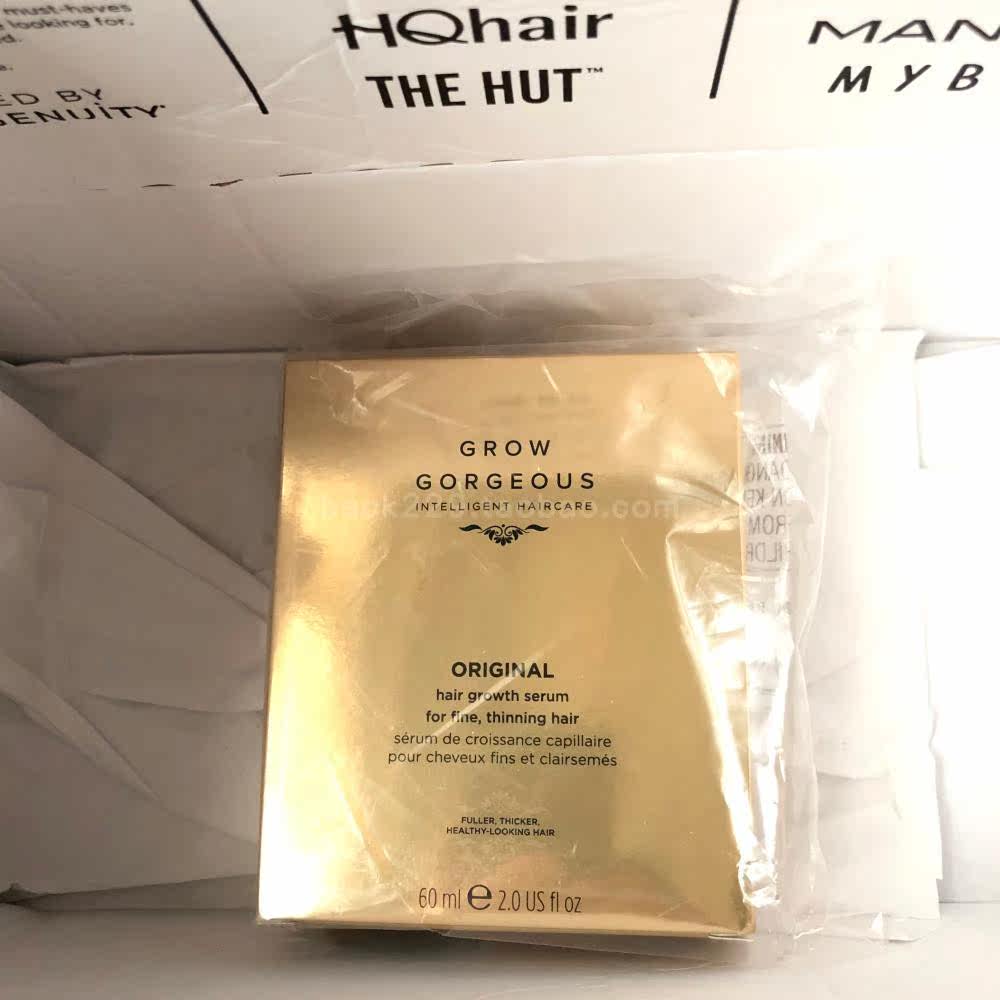 must-haves
looking for.
HQhair
THE HUT™
MAN
MYB
ED BY
GENUITY
GROW
GORGEOUS
INTELLIGENT HAIRCARE
ORIGINAL
hair growth serum
for fine, thinning hair
sérum de croissance capillaire
pour cheveux fins et clairsemés
FULLER, THICKER,
HEALTHY-LOOKING HAIR
60 ml e 2.0 US fl oz